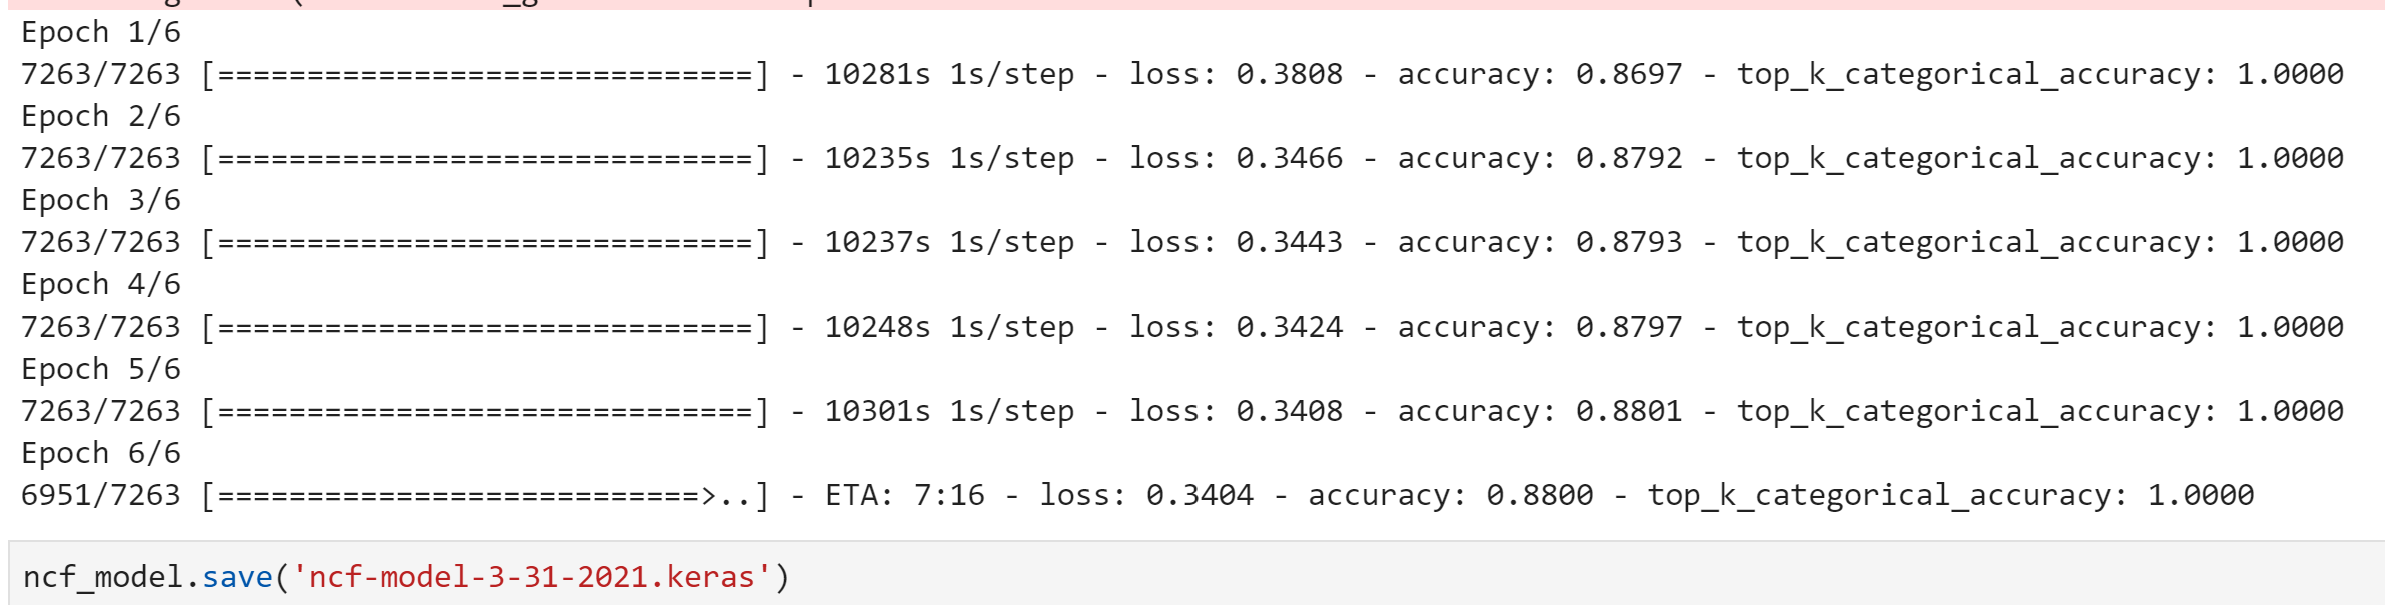 Epoch 1/6
7263/7263 [==============================] - 10281s 1s/step - loss: 0.3808 - accuracy: 0.8697 - top_k_categorical_accuracy: 1.0000
Epoch 2/6
7263/7263 [==============================] - 10235s 1s/step - loss: 0.3466 - accuracy: 0.8792 - top_k_categorical_accuracy: 1.0000
Epoch 3/6
7263/7263 [==============================] - 10237s 1s/step - loss: 0.3443 - accuracy: 0.8793 - top_k_categorical_accuracy: 1.0000
Epoch 4/6
7263/7263 [==============================] - 10248s 1s/step - loss: 0.3424 - accuracy: 0.8797 - top_k_categorical_accuracy: 1.0000
Epoch 5/6
7263/7263 [==============================] - 10301s 1s/step - loss: 0.3408 - accuracy: 0.8801 - top_k_categorical_accuracy: 1.0000
Epoch 6/6
6951/7263 [===========================>..] - ETA: 7:16 - loss: 0.3404 - accuracy: 0.8800 - top_k_categorical_accuracy: 1.0000
ncf_model.save('ncf-model-3-31-2021.keras')